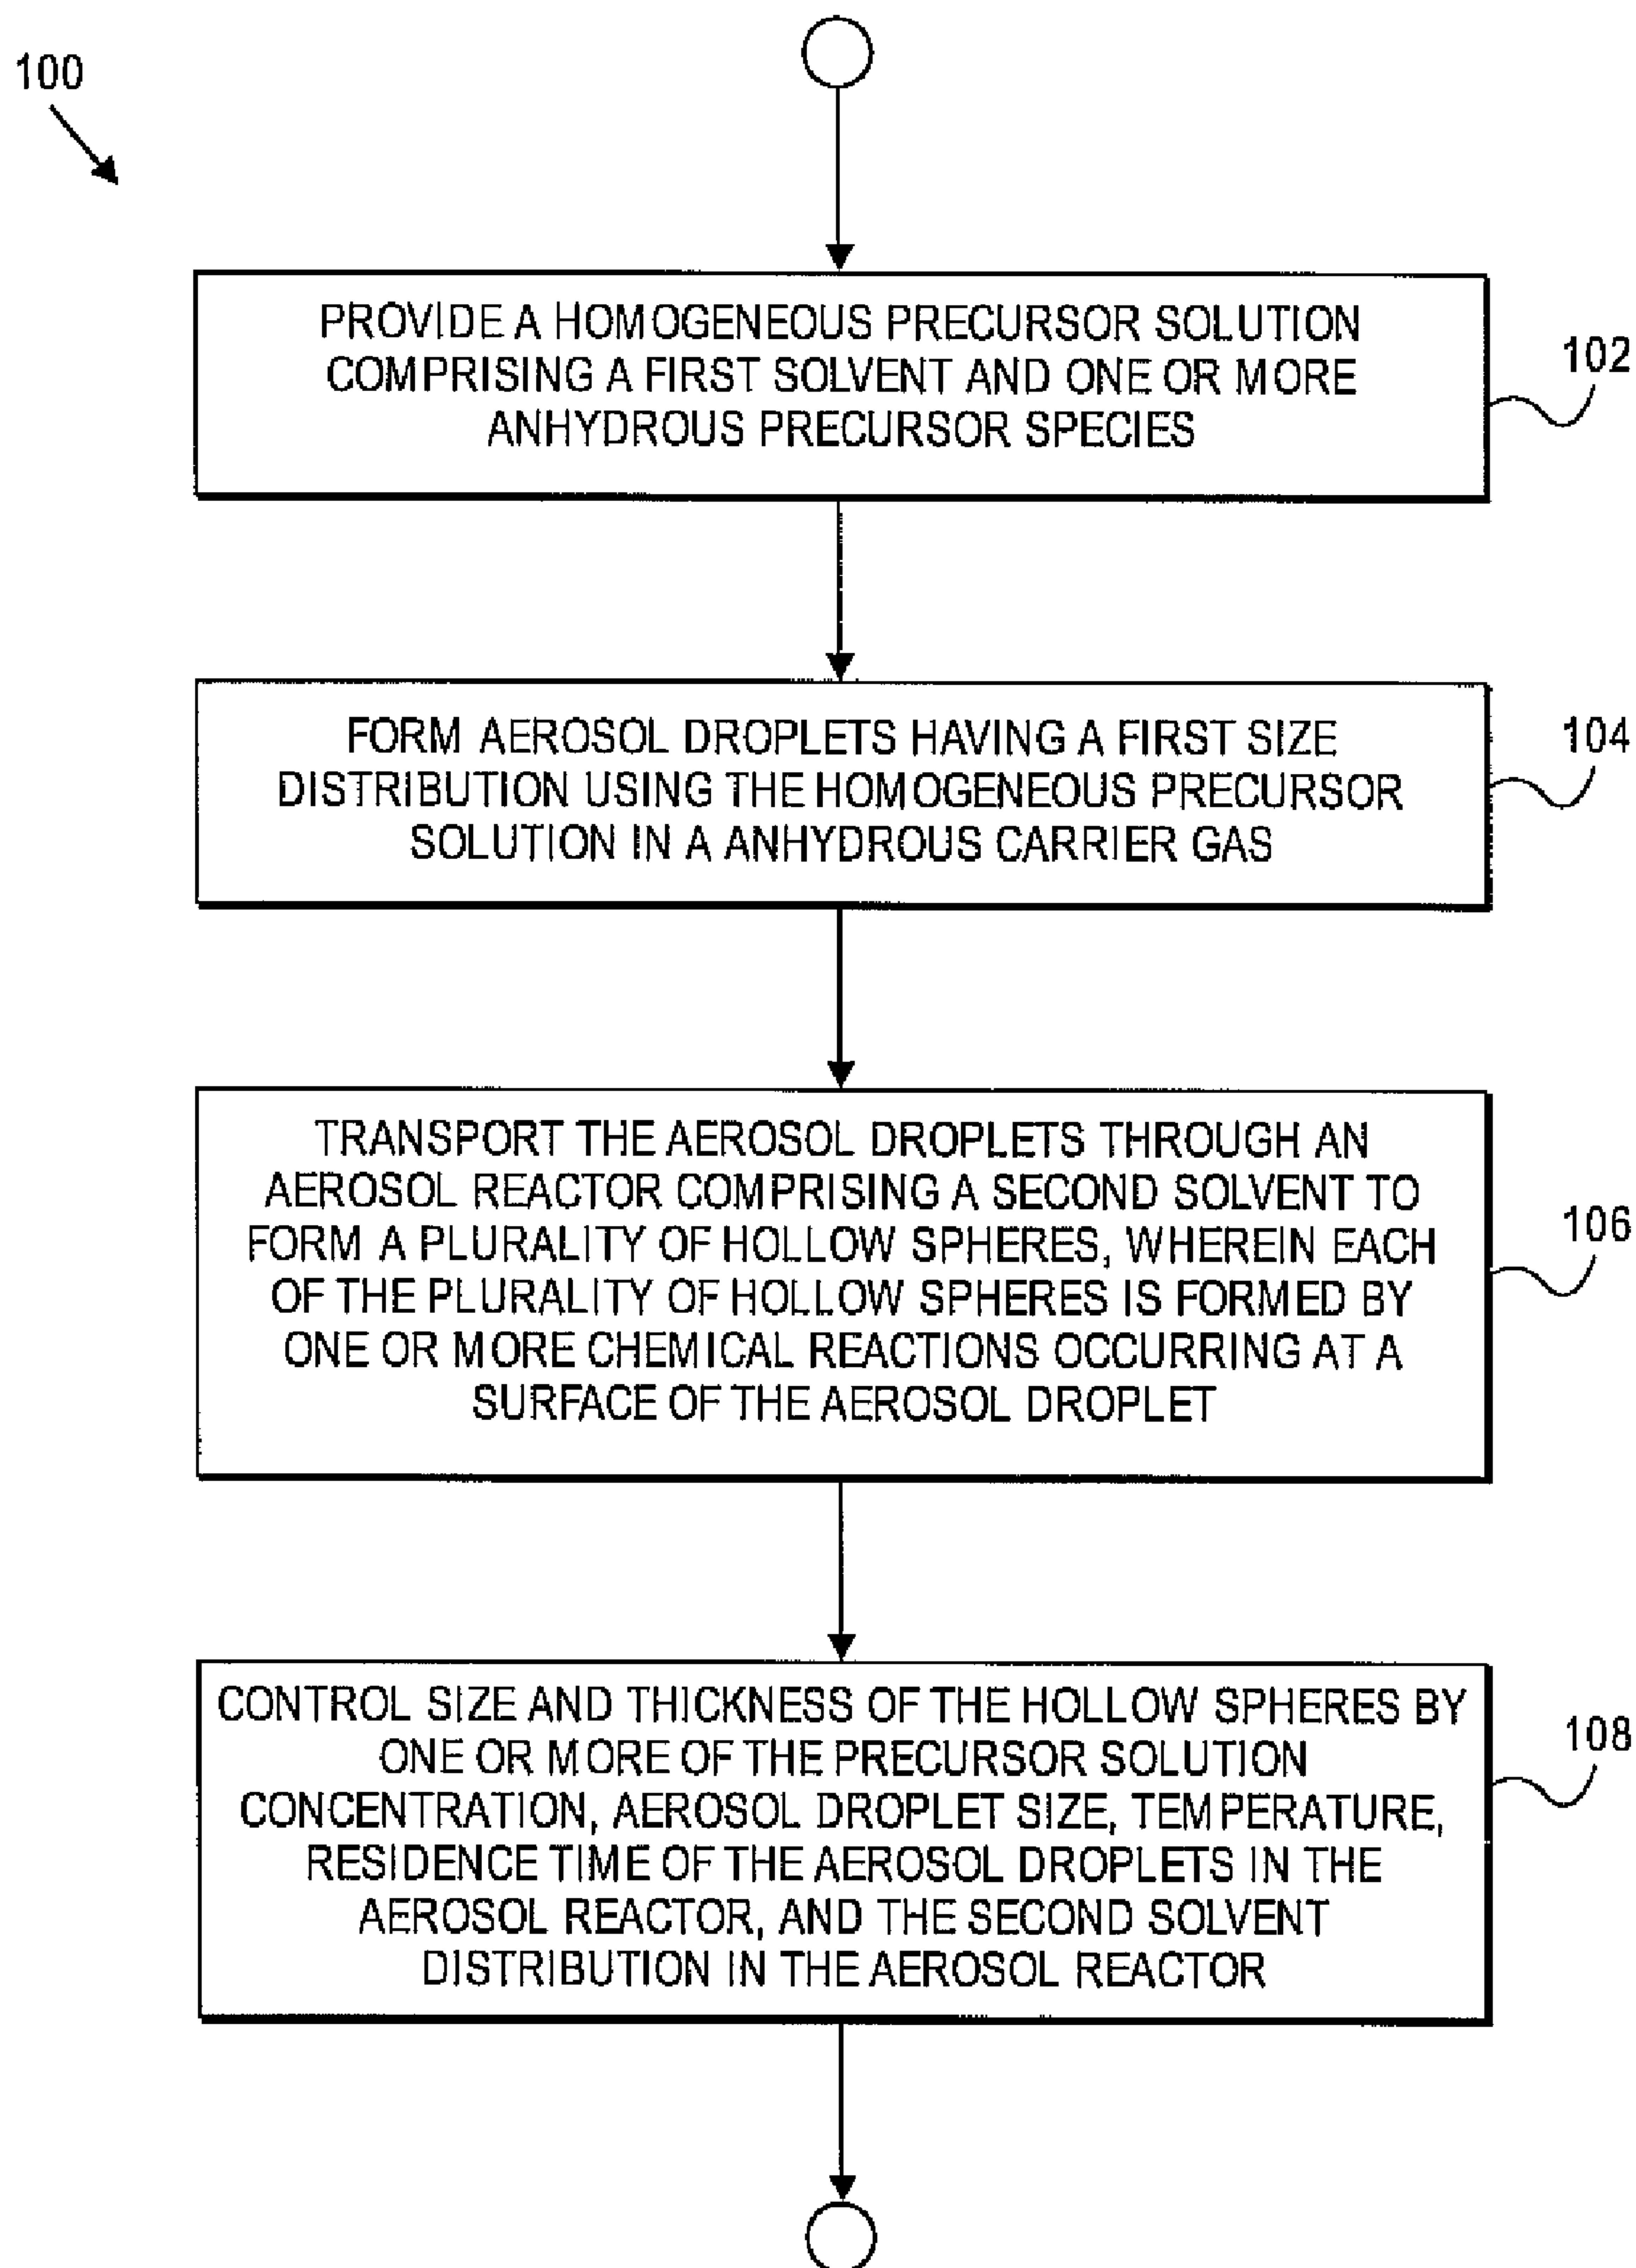 100
PROVIDE A HOMOGENEOUS PRECURSOR SOLUTION
COMPRISING A FIRST SOLVENT AND ONE OR MORE
ANHYDROUS PRECURSOR SPECIES
102
FORM AEROSOL DROPLETS HAVING A FIRST SIZE
DISTRIBUTION USING THE HOMOGENEOUS PRECURSOR
SOLUTION IN A ANHYDROUS CARRIER GAS
104
TRANSPORT THE AEROSOL DROPLETS THROUGH AN
AEROSOL REACTOR COMPRISING A SECOND SOLVENT TO
FORM A PLURALITY OF HOLLOW SPHERES, WHEREIN EACH
OF THE PLURALITY OF HOLLOW SPHERES IS FORMED BY
ONE OR MORE CHEMICAL REACTIONS OCCURRING AT A
SURFACE OF THE AEROSOL DROPLET
106
CONTROL SIZE AND THICKNESS OF THE HOLLOW SPHERES BY
ONE OR MORE OF THE PRECURSOR SOLUTION
CONCENTRATION, AEROSOL DROPLET SIZE, TEMPERATURE,
RESIDENCE TIME OF THE AEROSOL DROPLETS IN THE
AEROSOL REACTOR, AND THE SECOND SOLVENT
DISTRIBUTION IN THE AEROSOL REACTOR
108